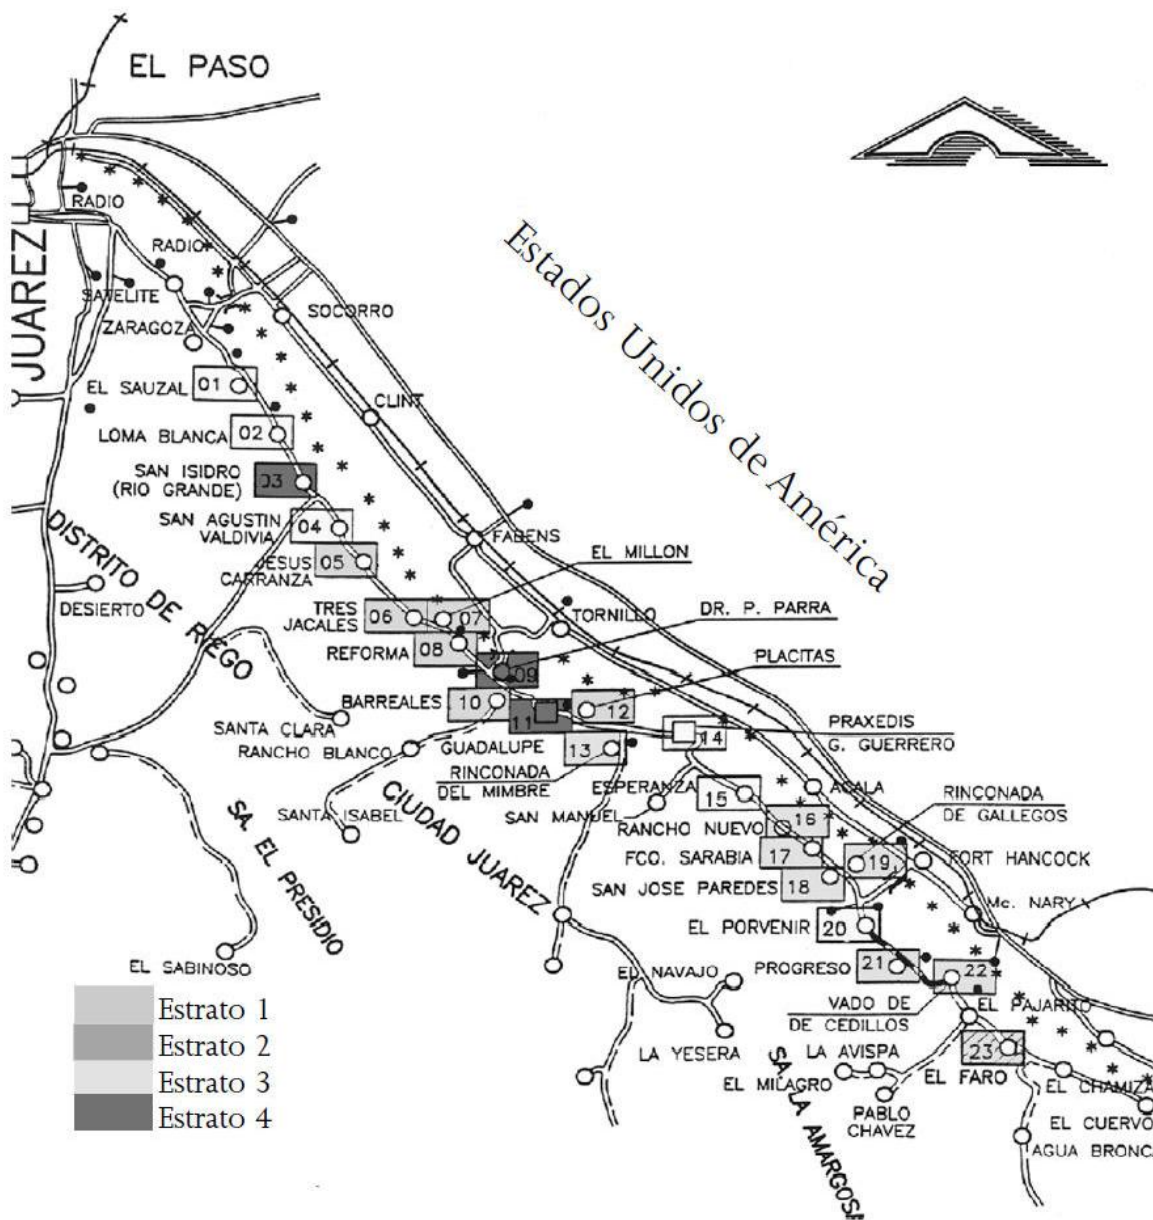 EL PASO
RADIO
JUAREZ
RADIO
SATELITE
ZARAGOZA
SOCORRO
Estados Unidos de América
EL SAUZAL
01
CLINT
LOMA BLANCA
02
SAN ISIDRO
(RIO GRANDE)
03
SAN AGUSTIN
VALDIVIA
04
FABENS
DISTRITO DE RIEGO
JESUS
CARRANZA
05
EL MILLON
DESIERTO
TRES
JACALES
06
07
TORNILLO
DR. P. PARRA
REFORMA
08
09
PLACITAS
BARREALES
10
11
12
SANTA CLARA
RANCHO BLANCO
GUADALUPE
13
14
PRAXEDIS
G. GUERRERO
RINCONADA
DEL MIMBRE
ESPERANZA
15
ACALA
RINCONADA
DE GALLEGOS
SANTA ISABEL
CIUDAD JUAREZ
SAN MANUEL
RANCHO NUEVO
16
SA. EL PRESIDIO
FCO. SARABIA
17
19
FORT HANCOCK
SAN JOSE PAREDES
18
Mc. NARY
EL PORVENIR
20
EL SABINOSO
EL NAVAJO
PROGRESO
21
22
VADO DE
DE CEDILLOS
EL PAJARITO
Estrato 1
Estrato 2
Estrato 3
Estrato 4
LA YESERA
SA. LA AMARGOSA
LA AVISPA
23
EL MILAGRO
EL FARO
EL CHAMIZA
PABLO
CHAVEZ
EL CUERVO
AGUA BRONC